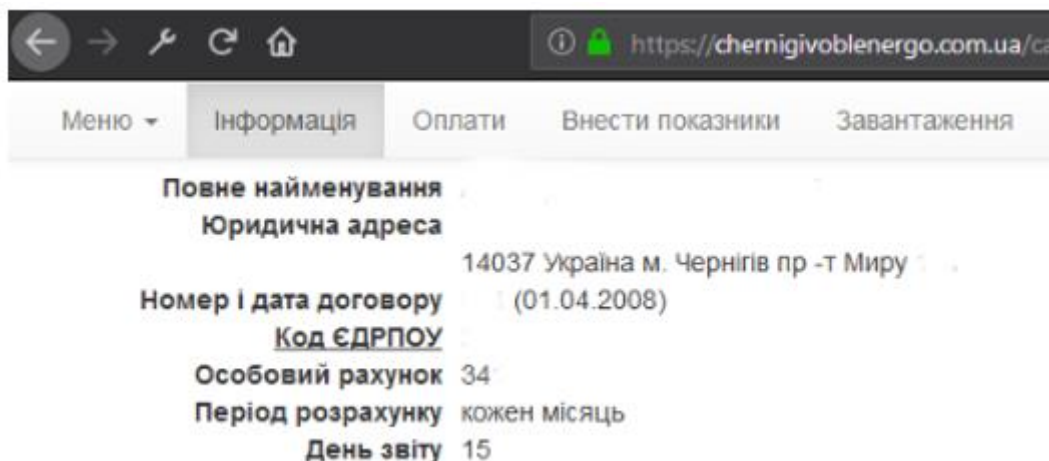 https://chernigivoblenergo.com.ua/ca
Меню Інформація Оплати Внести показники Завантаження
Повне найменування
Юридична адреса
14037 Україна м. Чернігів пр -т Миру
Номер і дата договору (01.04.2008)
Код ЄДРПОУ
Особовий рахунок 34
Період розрахунку кожен місяць
День звіту 15